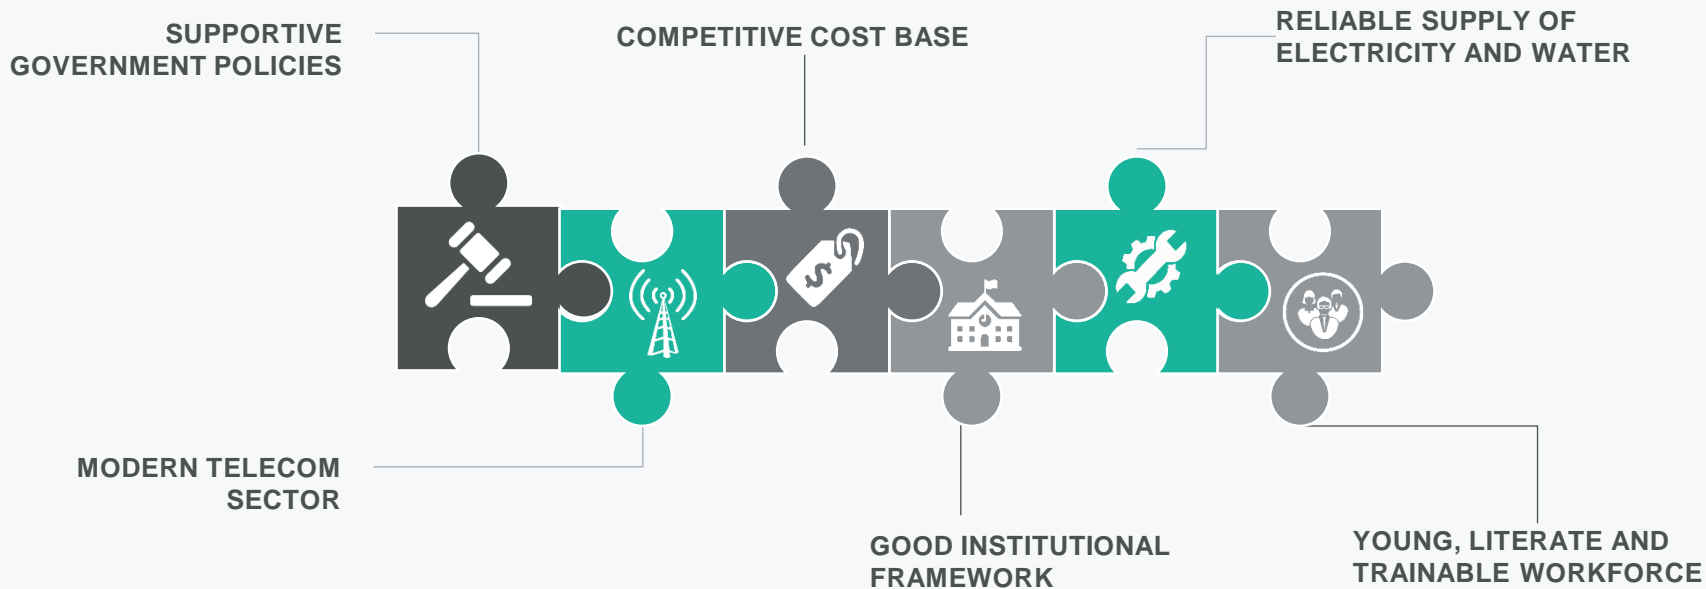 SUPPORTIVE
GOVERNMENT POLICIES
COMPETITIVE COST BASE
RELIABLE SUPPLY OF
ELECTRICITY AND WATER
$
MODERN TELECOM
SECTOR
GOOD INSTITUTIONAL
FRAMEWORK
YOUNG, LITERATE AND
TRAINABLE WORKFORCE